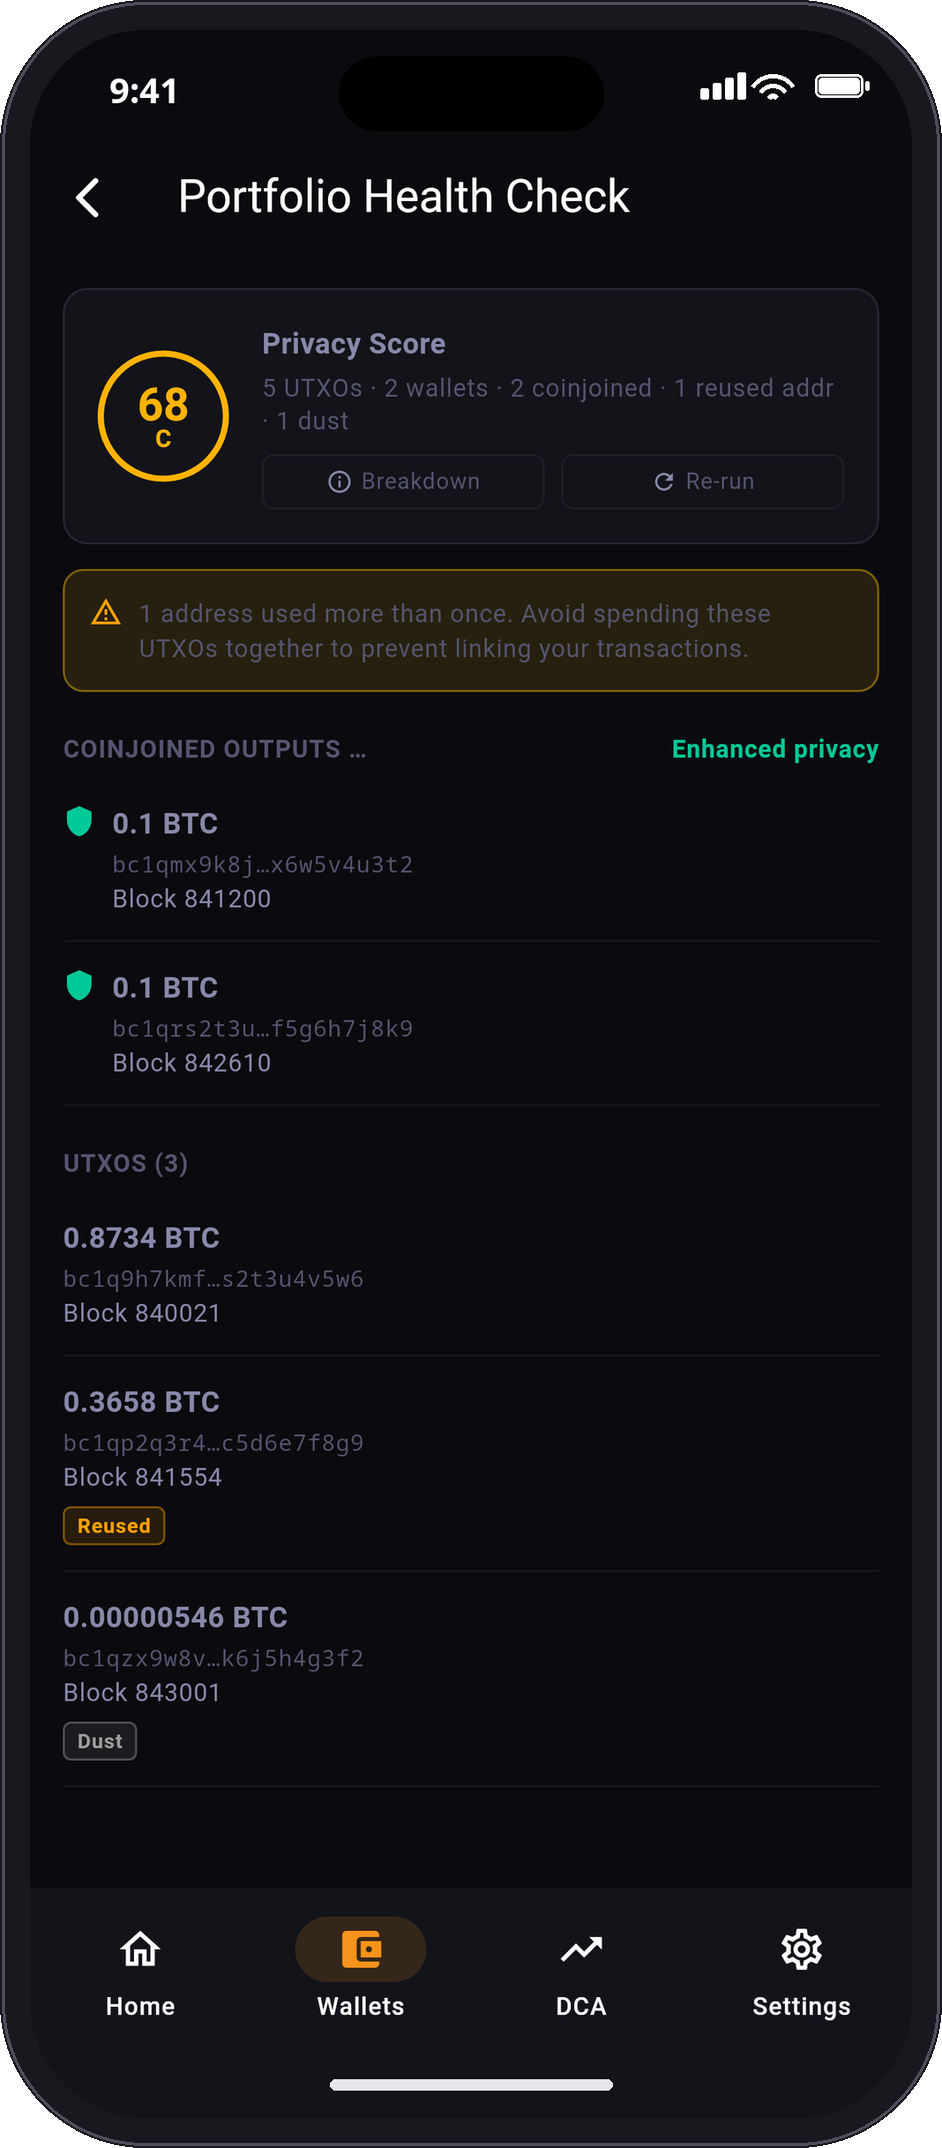 9:41
Portfolio Health Check
68
C
Privacy Score
5 UTXOs · 2 wallets · 2 coinjoined · 1 reused addr
· 1 dust
Breakdown
Re-run
1 address used more than once. Avoid spending these
UTXOs together to prevent linking your transactions.
COINJOINED OUTPUTS …
Enhanced privacy
0.1 BTC
bc1qmx9k8j…x6w5v4u3t2
Block 841200
0.1 BTC
bc1qrs2t3u…f5g6h7j8k9
Block 842610
UTXOS (3)
0.8734 BTC
bc1q9h7kmf…s2t3u4v5w6
Block 840021
0.3658 BTC
bc1qp2q3r4…c5d6e7f8g9
Block 841554
Reused
0.00000546 BTC
bc1qzx9w8v…k6j5h4g3f2
Block 843001
Dust
Home
Wallets
DCA
Settings